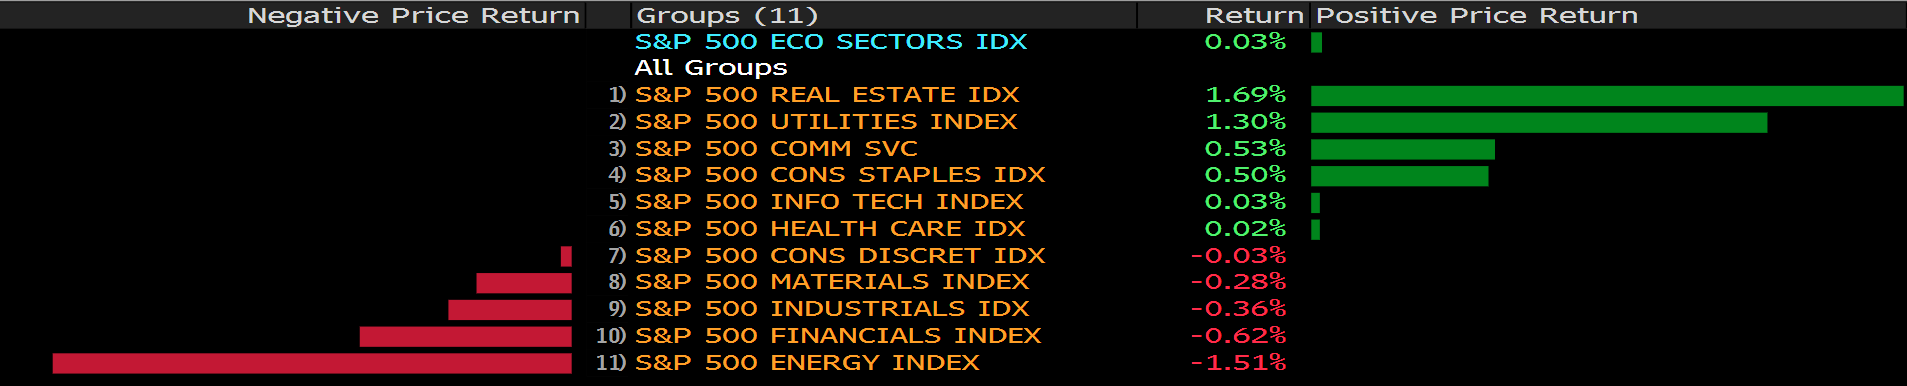 Negative Price Return Groups (11) Return Positive Price Return
S&P 500 ECO SECTORS IDX 0.03%
All Groups
1) S&P 500 REAL ESTATE IDX 1.69%
2) S&P 500 UTILITIES INDEX 1.30%
3) S&P 500 COMM SVC 0.53%
4) S&P 500 CONS STAPLES IDX 0.50%
5) S&P 500 INFO TECH INDEX 0.03%
6) S&P 500 HEALTH CARE IDX 0.02%
7) S&P 500 CONS DISCRET IDX -0.03%
8) S&P 500 MATERIALS INDEX -0.28%
9) S&P 500 INDUSTRIALS IDX -0.36%
10) S&P 500 FINANCIALS INDEX -0.62%
11) S&P 500 ENERGY INDEX -1.51%